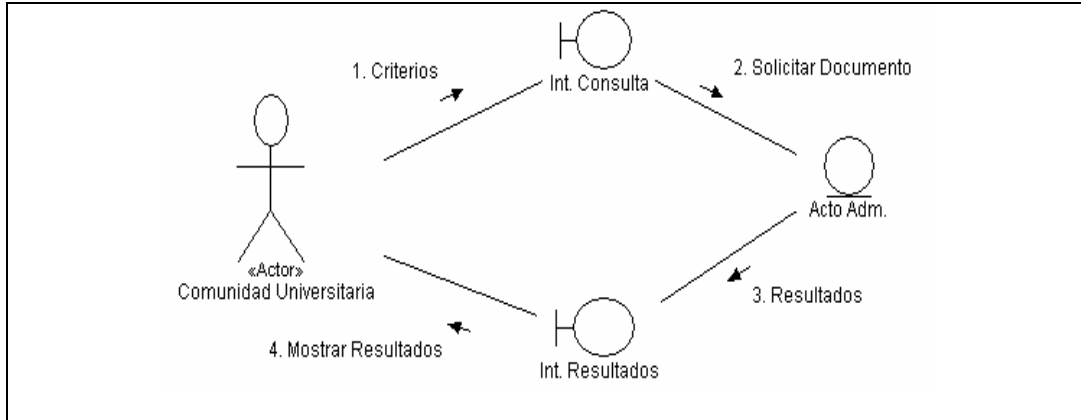 1. Criterios
Int. Consulta
2. Solicitar Documento
Acto Adm.
«Actor»
Comunidad Universitaria
3. Resultados
4. Mostrar Resultados
Int. Resultados